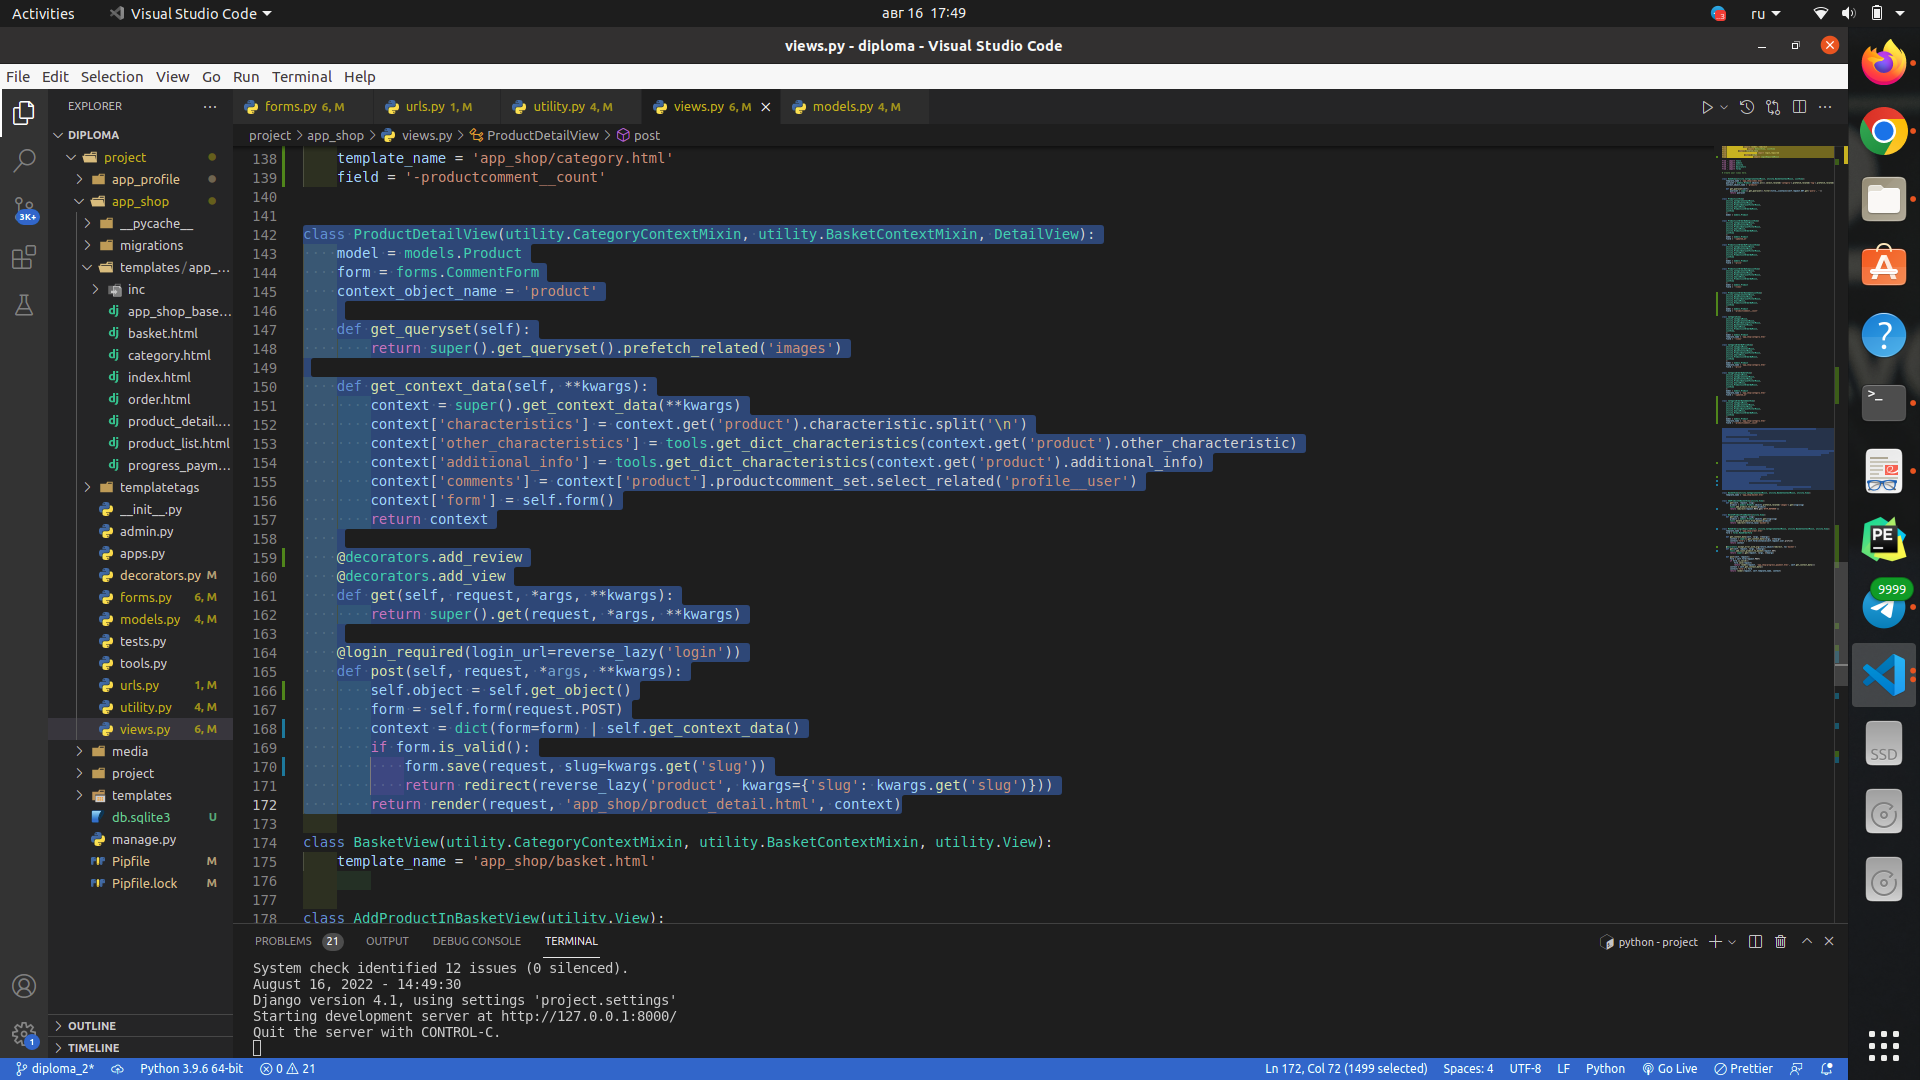 Activities
Visual Studio Code
авг 16 17:49
ru
views.py - diploma - Visual Studio Code
File Edit Selection View Go Run Terminal Help
EXPLORER
forms.py 6, M
urls.py 1, M
utility.py 4, M
views.py 6, M
models.py 4, M
project > app_shop > views.py > ProductDetailView > post
DIPLOMA
project
app_profile
app_shop
__pycache__
migrations
templates/app_...
inc
app_shop_base...
basket.html
category.html
index.html
order.html
product_detail....
product_list.html
progress_paym...
templatetags
__init__.py
admin.py
apps.py
decorators.py M
forms.py 6, M
models.py 4, M
tests.py
tools.py
urls.py 1, M
utility.py 4, M
views.py 6, M
media
project
templates
db.sqlite3 U
manage.py
Pipfile M
Pipfile.lock M
OUTLINE
TIMELINE
3K+
1
138 template_name = 'app_shop/category.html'
139 field = '-productcomment__count'
140
141
142 class ProductDetailView(utility.CategoryContextMixin, utility.BasketContextMixin, DetailView):
143 model = models.Product
144 form = forms.CommentForm
145 context_object_name = 'product'
146
147 def get_queryset(self):
148 return super().get_queryset().prefetch_related('images')
149
150 def get_context_data(self, **kwargs):
151 context = super().get_context_data(**kwargs)
152 context['characteristics'] = context.get('product').characteristic.split('\n')
153 context['other_characteristics'] = tools.get_dict_characteristics(context.get('product').other_characteristic)
154 context['additional_info'] = tools.get_dict_characteristics(context.get('product').additional_info)
155 context['comments'] = context['product'].productcomment_set.select_related('profile__user')
156 context['form'] = self.form()
157 return context
158
159 @decorators.add_review
160 @decorators.add_view
161 def get(self, request, *args, **kwargs):
162 return super().get(request, *args, **kwargs)
163
164 @login_required(login_url=reverse_lazy('login'))
165 def post(self, request, *args, **kwargs):
166 self.object = self.get_object()
167 form = self.form(request.POST)
168 context = dict(form=form) | self.get_context_data()
169 if form.is_valid():
170 form.save(request, slug=kwargs.get('slug'))
171 return redirect(reverse_lazy('product', kwargs={'slug': kwargs.get('slug')}))
172 return render(request, 'app_shop/product_detail.html', context)
173
174 class BasketView(utility.CategoryContextMixin, utility.BasketContextMixin, utility.View):
175 template_name = 'app_shop/basket.html'
176
177
178 class AddProductInBasketView(utility.View):
PROBLEMS 21 OUTPUT DEBUG CONSOLE TERMINAL
python - project
System check identified 12 issues (0 silenced).
August 16, 2022 - 14:49:30
Django version 4.1, using settings 'project.settings'
Starting development server at http://127.0.0.1:8000/
Quit the server with CONTROL-C.
diploma_2* Python 3.9.6 64-bit 0 21
Ln 172, Col 72 (1499 selected) Spaces: 4 UTF-8 LF Python Go Live Prettier
PE
9999
SSD